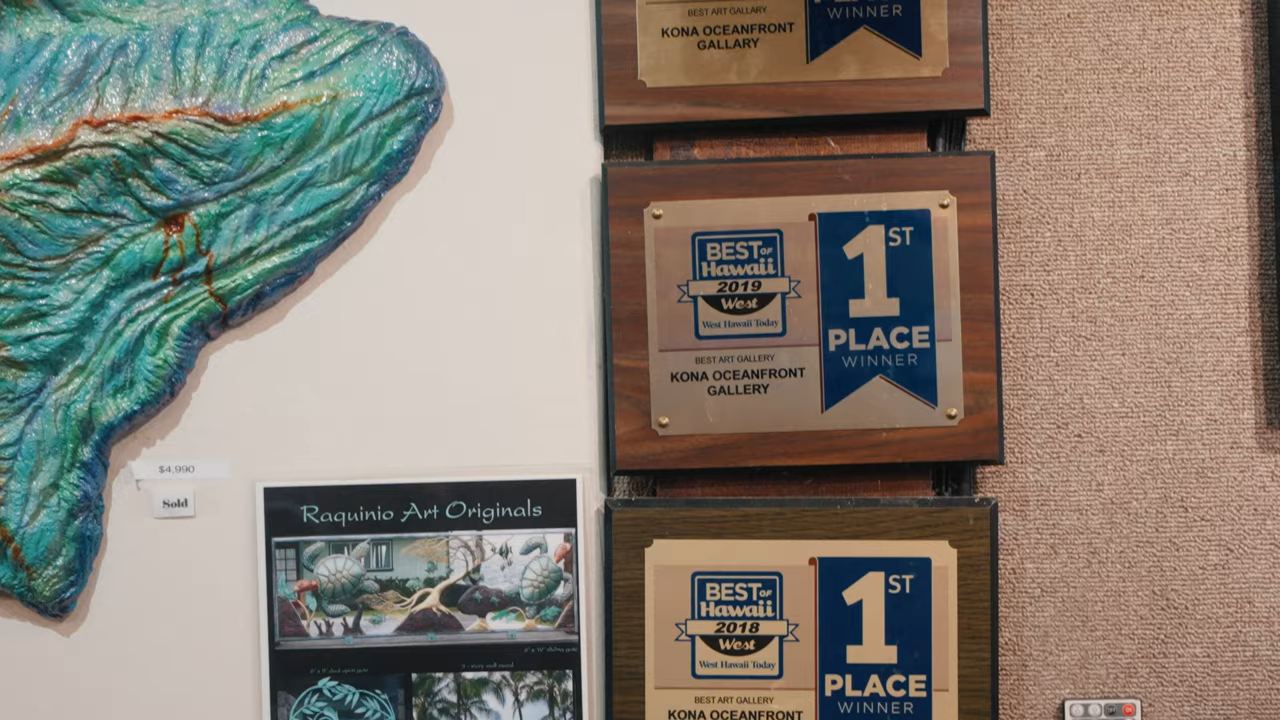 BEST ART GALLARY
KONA OCEANFRONT
GALLARY
WINNER
BEST OF
Hawaii
2019
West
West Hawaii Today
BEST ART GALLERY
KONA OCEANFRONT
GALLERY
1ST
PLACE
WINNER
$4,990
Sold
Raquinio Art Originals
BEST OF
Hawaii
2018
West
West Hawaii Today
BEST ART GALLERY
KONA OCEANFRONT
1ST
PLACE
WINNER